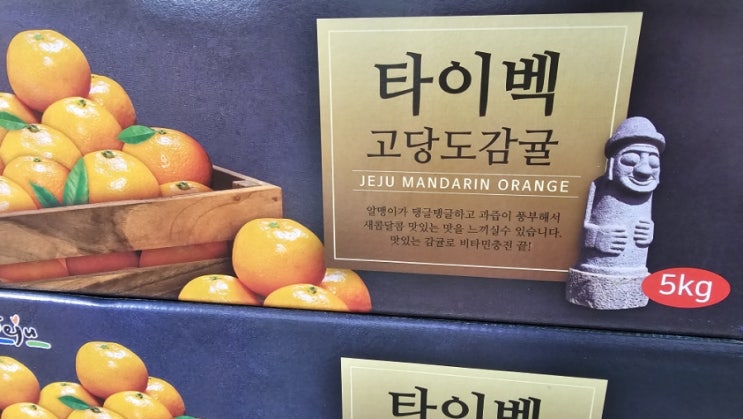 타이벡
고당도감귤
JEJU MANDARIN ORANGE
알맹이가 탱글탱글하고 과즙이 풍부해서
새콤달콤 맛있는 맛을 느끼실수 있습니다.
맛있는 감귤로 비타민충전 끝!
5kg
Jeju
타이벡